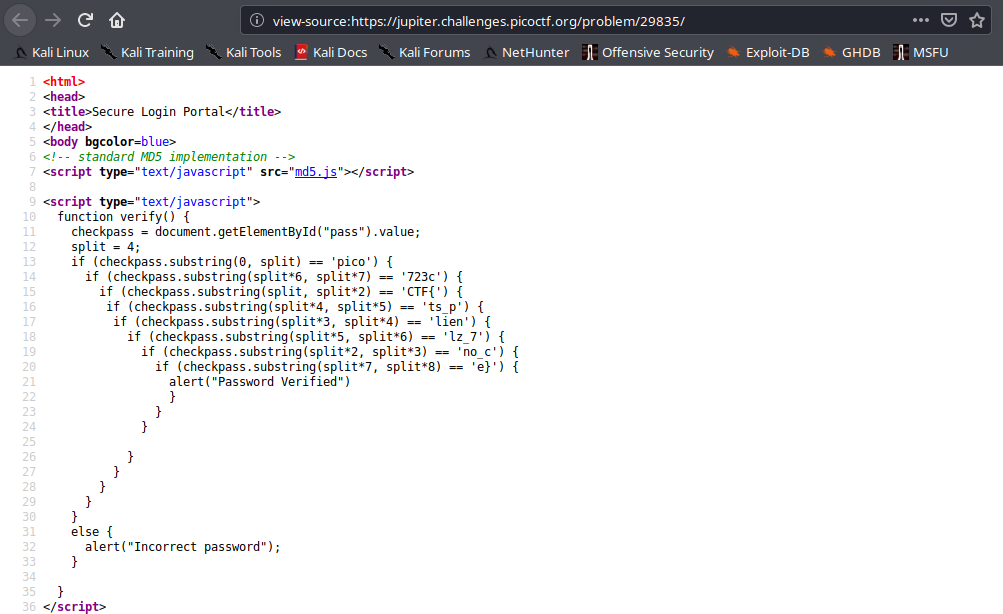 view-source:https://jupiter.challenges.picoctf.org/problem/29835/
Kali Linux Kali Training Kali Tools Kali Docs Kali Forums NetHunter Offensive Security Exploit-DB GHDB MSFU
1 <html>
2 <head>
3 <title>Secure Login Portal</title>
4 </head>
5 <body bgcolor=blue>
6 <!-- standard MD5 implementation -->
7 <script type="text/javascript" src="md5.js"></script>
8
9 <script type="text/javascript">
10   function verify() {
11     checkpass = document.getElementById("pass").value;
12     split = 4;
13     if (checkpass.substring(0, split) == 'pico') {
14       if (checkpass.substring(split*6, split*7) == '723c') {
15         if (checkpass.substring(split, split*2) == 'CTF{') {
16          if (checkpass.substring(split*4, split*5) == 'ts_p') {
17           if (checkpass.substring(split*3, split*4) == 'lien') {
18             if (checkpass.substring(split*5, split*6) == 'lz_7') {
19               if (checkpass.substring(split*2, split*3) == 'no_c') {
20                 if (checkpass.substring(split*7, split*8) == 'e}') {
21                   alert("Password Verified")
22                   }
23                 }
24               }
25
26             }
27           }
28         }
29       }
30     }
31     else {
32       alert("Incorrect password");
33     }
34
35   }
36 </script>